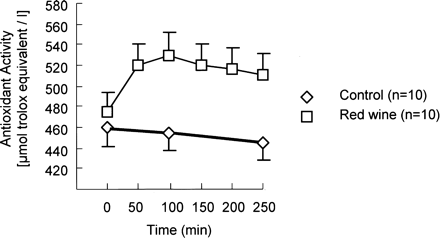 Antioxidant Activity
[µmol trolox equivalent / l]
580
560
540
520
500
480
460
440
420
0 50 100 150 200 250
Time (min)
Control (n=10)
Red wine (n=10)